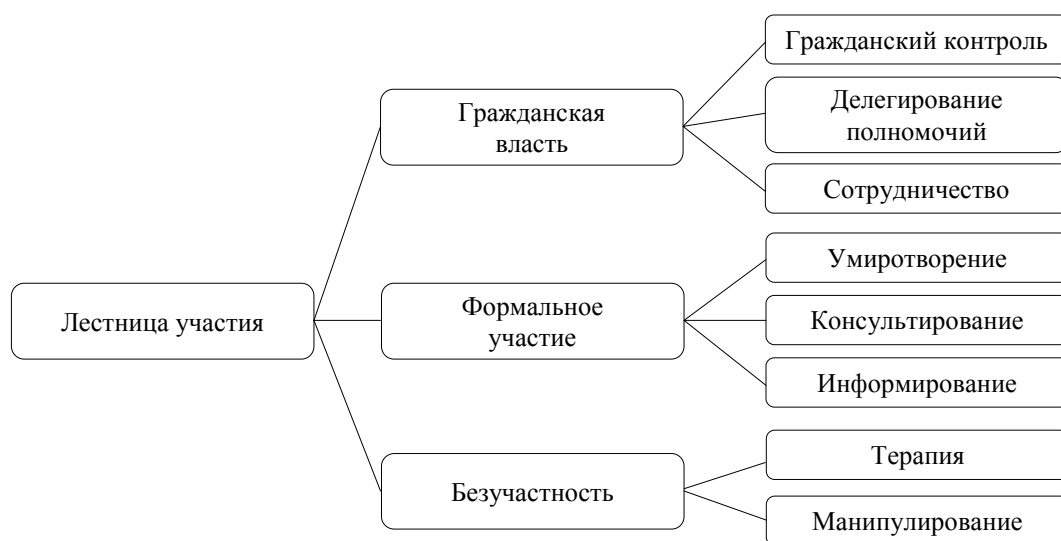 Лестница участия
Гражданская
власть
Гражданский контроль
Делегирование
полномочий
Сотрудничество
Формальное
участие
Умиротворение
Консультирование
Информирование
Безучастность
Терапия
Манипулирование